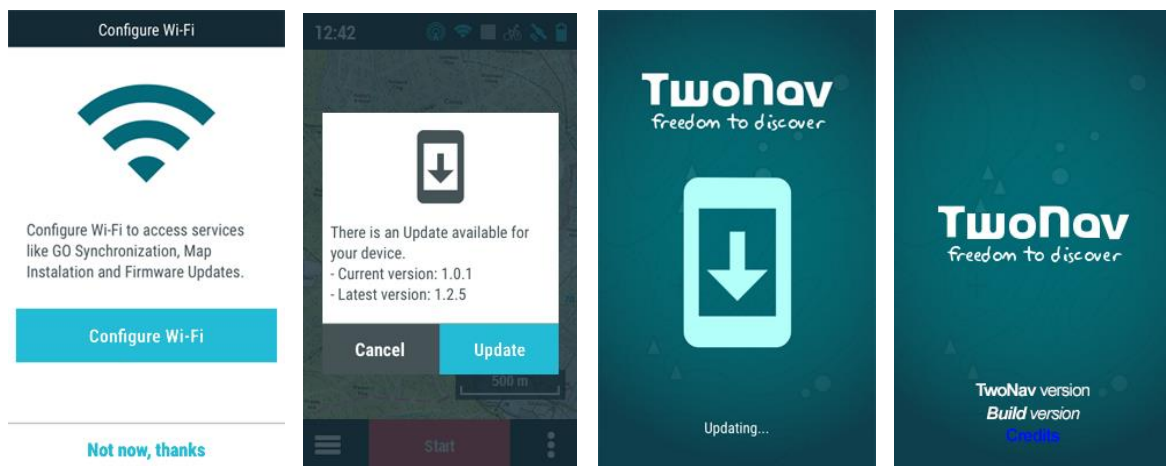 Configure Wi-Fi
Configure Wi-Fi to access services
like GO Synchronization, Map
Instalation and Firmware Updates.
Configure Wi-Fi
Not now, thanks
12:42
There is an Update available for
your device.
- Current version: 1.0.1
- Latest version: 1.2.5
Cancel
Update
500 m
Start
TwoNav
freedom to discover
Updating...
TwoNav
freedom to discover
TwoNav version
Build version
Credits